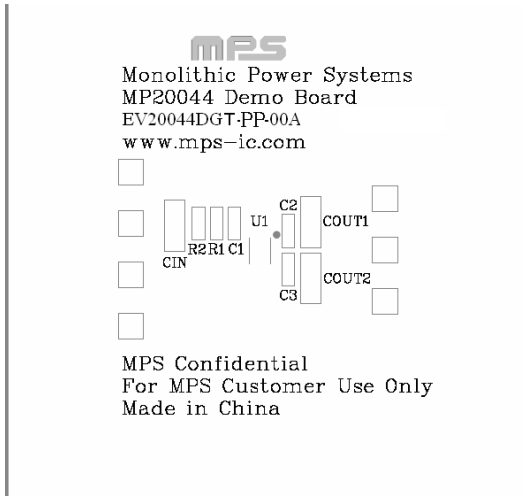 mps
Monolithic Power Systems
MP20044 Demo Board
EV20044DGT-PP-00A
www.mps-ic.com
C2
U1
COUT1
R2 R1 C1
CIN
COUT2
C3
MPS Confidential
For MPS Customer Use Only
Made in China